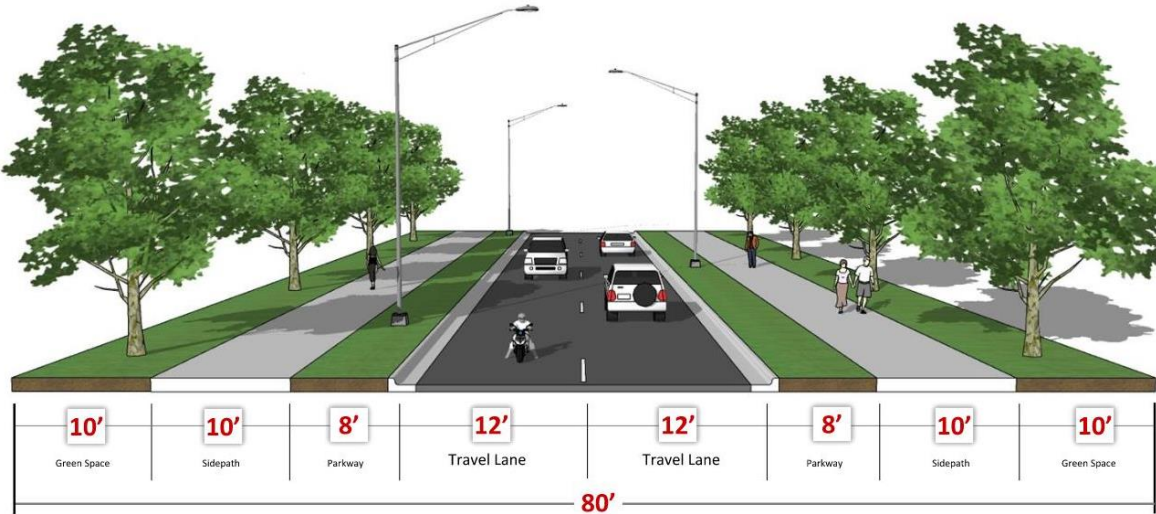 10’ 10’ 8’ 12’ 12’ 8’ 10’ 10’
Green Space Sidepath Parkway Travel Lane Travel Lane Parkway Sidepath Green Space
80’